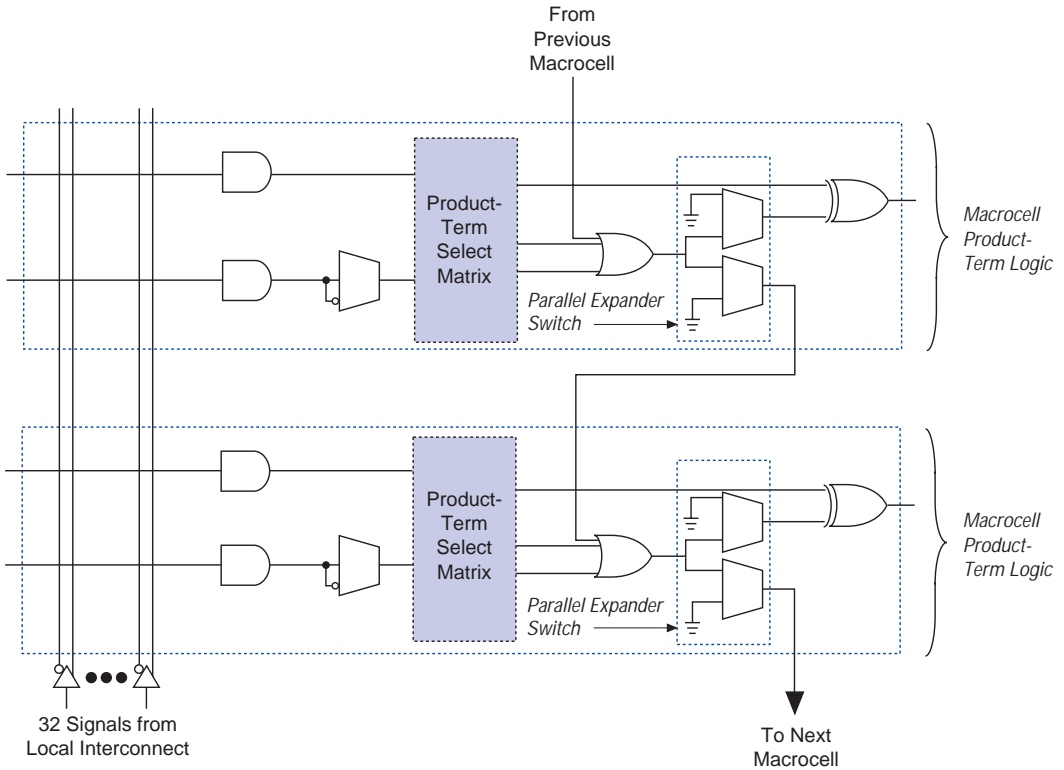 From
Previous
Macrocell
Product-
Term
Select
Matrix
Parallel Expander
Switch
Macrocell
Product-
Term Logic
Product-
Term
Select
Matrix
Parallel Expander
Switch
Macrocell
Product-
Term Logic
32 Signals from
Local Interconnect
To Next
Macrocell